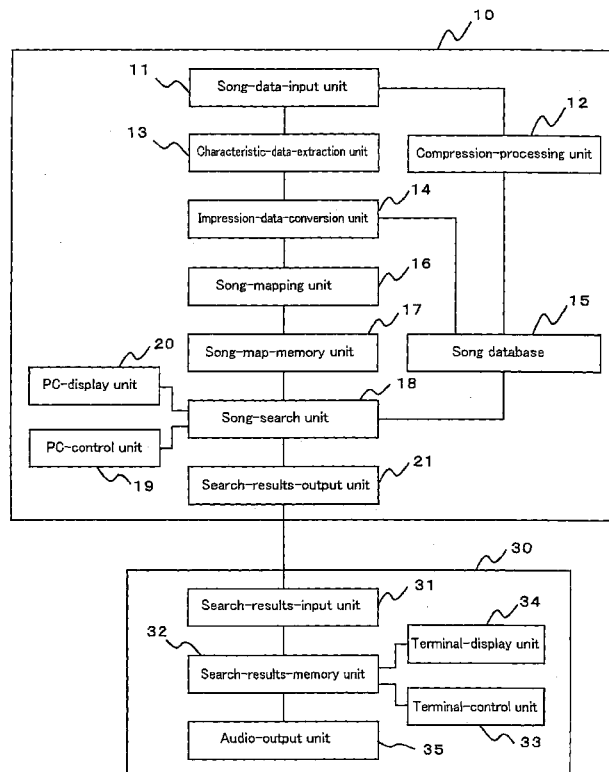 10
11
Song-data-input unit
12
13
Characteristic-data-extraction unit
Compression-processing unit
14
Impression-data-conversion unit
16
Song-mapping unit
17
15
Song-map-memory unit
Song database
20
PC-display unit
18
Song-search unit
PC-control unit
19
21
Search-results-output unit
30
31
Search-results-input unit
34
32
Terminal-display unit
Search-results-memory unit
Terminal-control unit
33
Audio-output unit
35